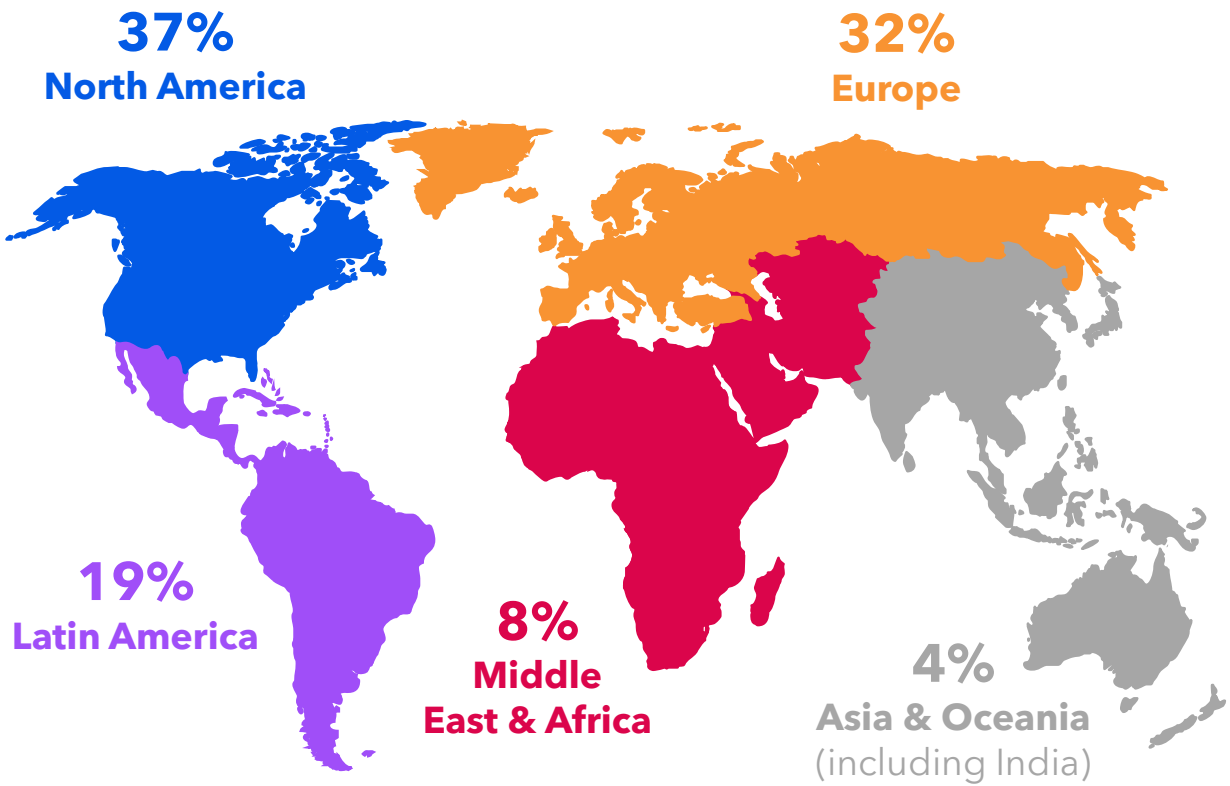 37%
North America
32%
Europe
19%
Latin America
8%
Middle
East & Africa
4%
Asia & Oceania
(including India)